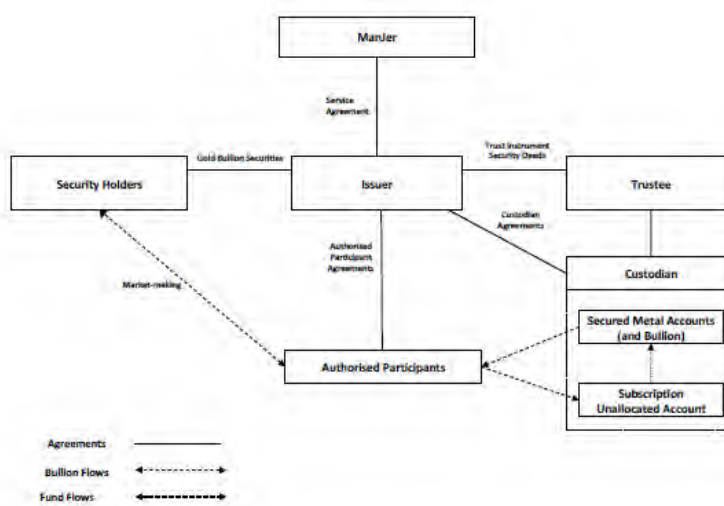 ManJer
Service
Agreement
Gold Bullion Securities
Trust Instrument
Security Deeds
Security Holders
Issuer
Trustee
Custodian
Agreements
Authorised
Participant
Agreements
Custodian
Market-making
Secured Metal Accounts
(and Bullion)
Authorised Participants
Subscription
Unallocated Account
Agreements
Bullion Flows
Fund Flows